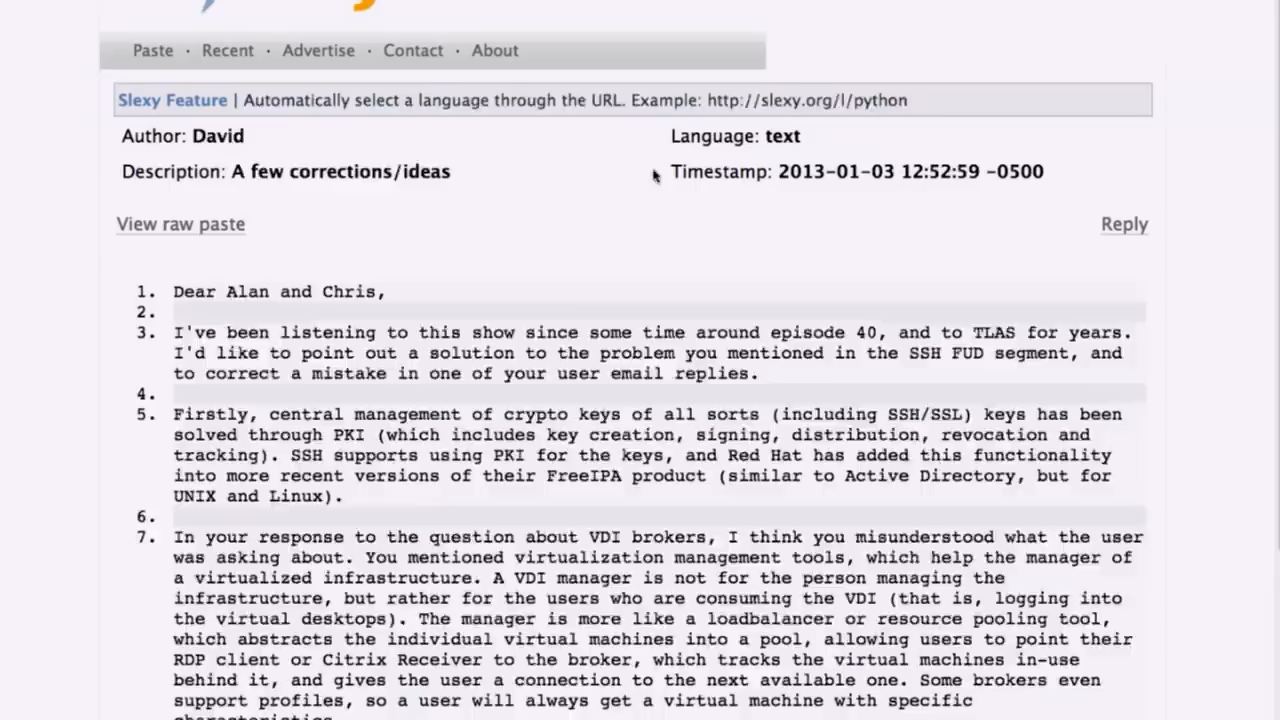 Paste · Recent · Advertise · Contact · About
Slexy Feature | Automatically select a language through the URL. Example: http://slexy.org/l/python
Author: David
Language: text
Description: A few corrections/ideas
Timestamp: 2013-01-03 12:52:59 -0500
View raw paste
Reply
1. Dear Alan and Chris,
2.
3. I've been listening to this show since some time around episode 40, and to TLAS for years.
I'd like to point out a solution to the problem you mentioned in the SSH FUD segment, and
to correct a mistake in one of your user email replies.
4.
5. Firstly, central management of crypto keys of all sorts (including SSH/SSL) keys has been
solved through PKI (which includes key creation, signing, distribution, revocation and
tracking). SSH supports using PKI for the keys, and Red Hat has added this functionality
into more recent versions of their FreeIPA product (similar to Active Directory, but for
UNIX and Linux).
6.
7. In your response to the question about VDI brokers, I think you misunderstood what the user
was asking about. You mentioned virtualization management tools, which help the manager of
a virtualized infrastructure. A VDI manager is not for the person managing the
infrastructure, but rather for the users who are consuming the VDI (that is, logging into
the virtual desktops). The manager is more like a loadbalancer or resource pooling tool,
which abstracts the individual virtual machines into a pool, allowing users to point their
RDP client or Citrix Receiver to the broker, which tracks the virtual machines in-use
behind it, and gives the user a connection to the next available one. Some brokers even
support profiles, so a user will always get a virtual machine with specific